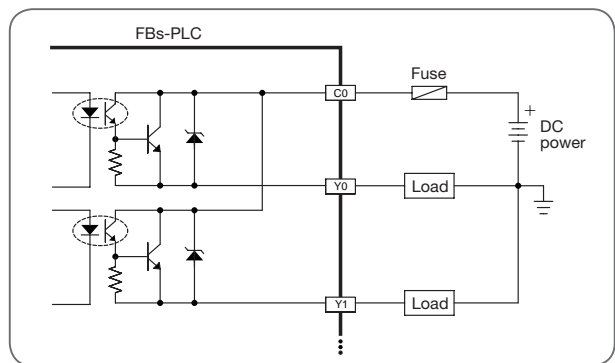 FBs-PLC
C0
Fuse
+
DC
power
Y0
Load
Y1
Load